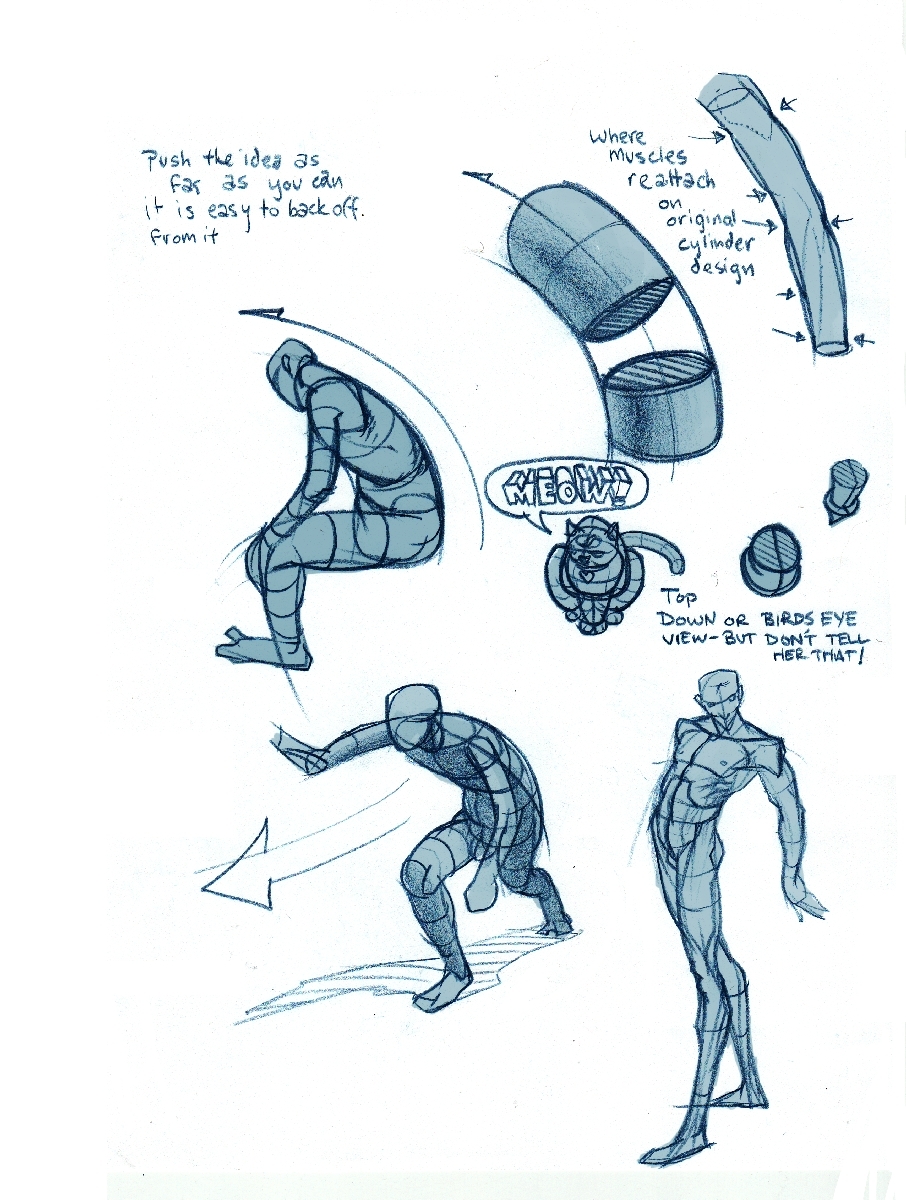 Push the idea as
far as you can
it is easy to back off.
from it
where
muscles
reattach
on
original
cylinder
design
MEOW!
Top
DOWN OR BIRDS EYE
VIEW-BUT DON'T TELL
HER THAT!